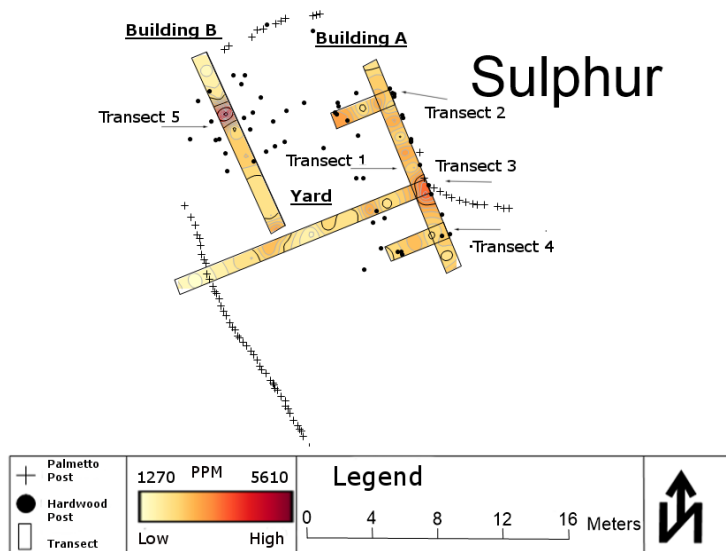 Building B
Building A
Sulphur
Transect 5
Transect 2
Transect 1
Transect 3
Yard
Transect 4
Palmetto
Post
Hardwood
Post
Transect
1270 PPM 5610
Low High
Legend
0 4 8 12 16 Meters
N